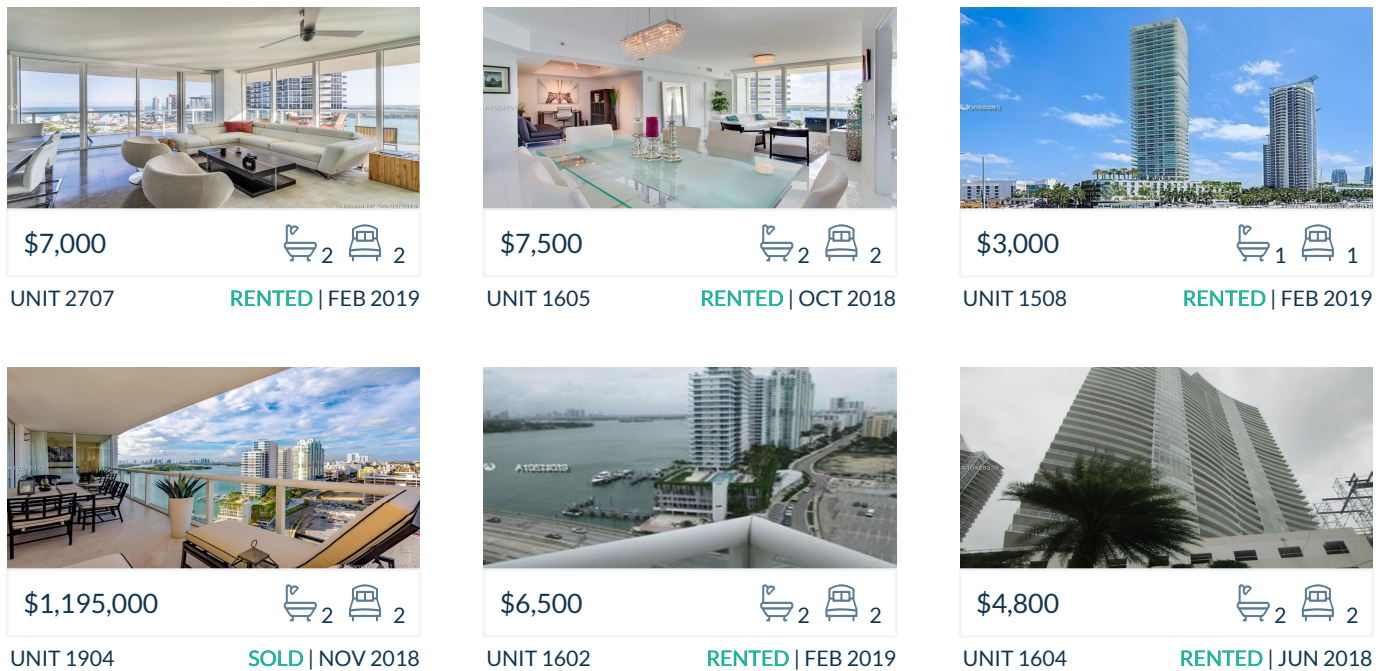 $7,000 2 2
UNIT 2707 RENTED | FEB 2019
$7,500 2 2
UNIT 1605 RENTED | OCT 2018
$3,000 1 1
UNIT 1508 RENTED | FEB 2019
$1,195,000 2 2
UNIT 1904 SOLD | NOV 2018
$6,500 2 2
UNIT 1602 RENTED | FEB 2019
$4,800 2 2
UNIT 1604 RENTED | JUN 2018